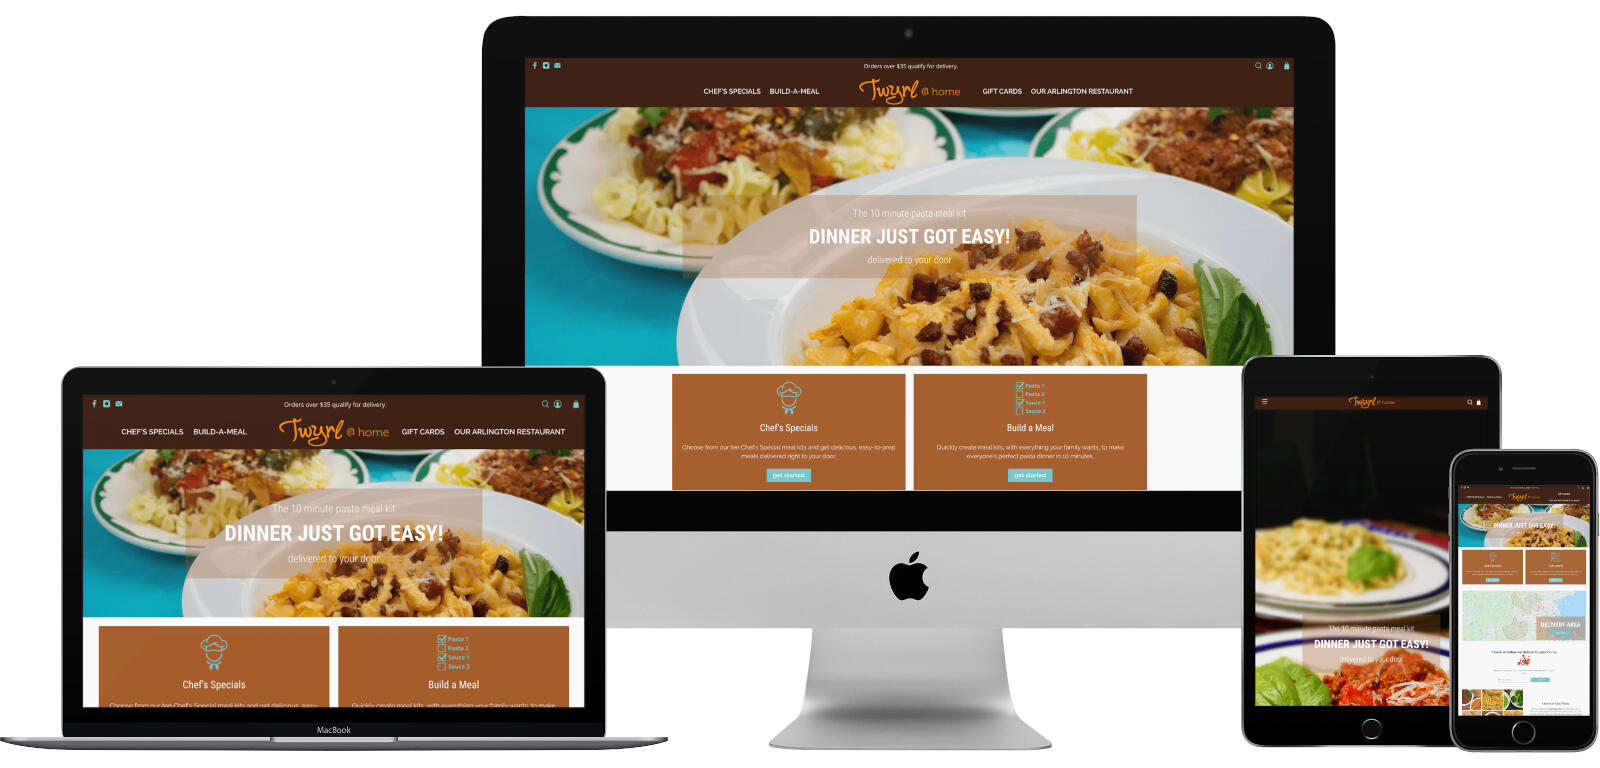 Orders over $35 qualify for delivery.
CHEF'S SPECIALS BUILD-A-MEAL Twyrl @ home GIFT CARDS OUR ARLINGTON RESTAURANT
The 10 minute pasta meal kit
DINNER JUST GOT EASY!
delivered to your door
Pasta 1
Pasta 2
Sauce 1
Sauce 2
Chef's Specials
Choose from our ten Chef's Special meal kits and get delicious, easy-to-prep
meals delivered right to your door.
get started
Build a Meal
Quickly create meal kits, with everything your family wants, to make
everyone's perfect pasta dinner in 10 minutes.
get started
Orders over $35 qualify for delivery.
CHEF'S SPECIALS BUILD-A-MEAL Twyrl @ home GIFT CARDS OUR ARLINGTON RESTAURANT
The 10 minute pasta meal kit
DINNER JUST GOT EASY!
delivered to your door
Pasta 1
Pasta 2
Sauce 1
Sauce 2
Chef's Specials
Choose from our ten Chef's Special meal kits and get delicious, easy-
Build a Meal
Quickly create meal kits, with everything your family wants, to make
MacBook
Twyrl @ home
The 10 minute pasta meal kit
DINNER JUST GOT EASY!
delivered to your door
Twyrl @ home
DINNER JUST GOT EASY!
DELIVERY AREA
Check whether we deliver to your home